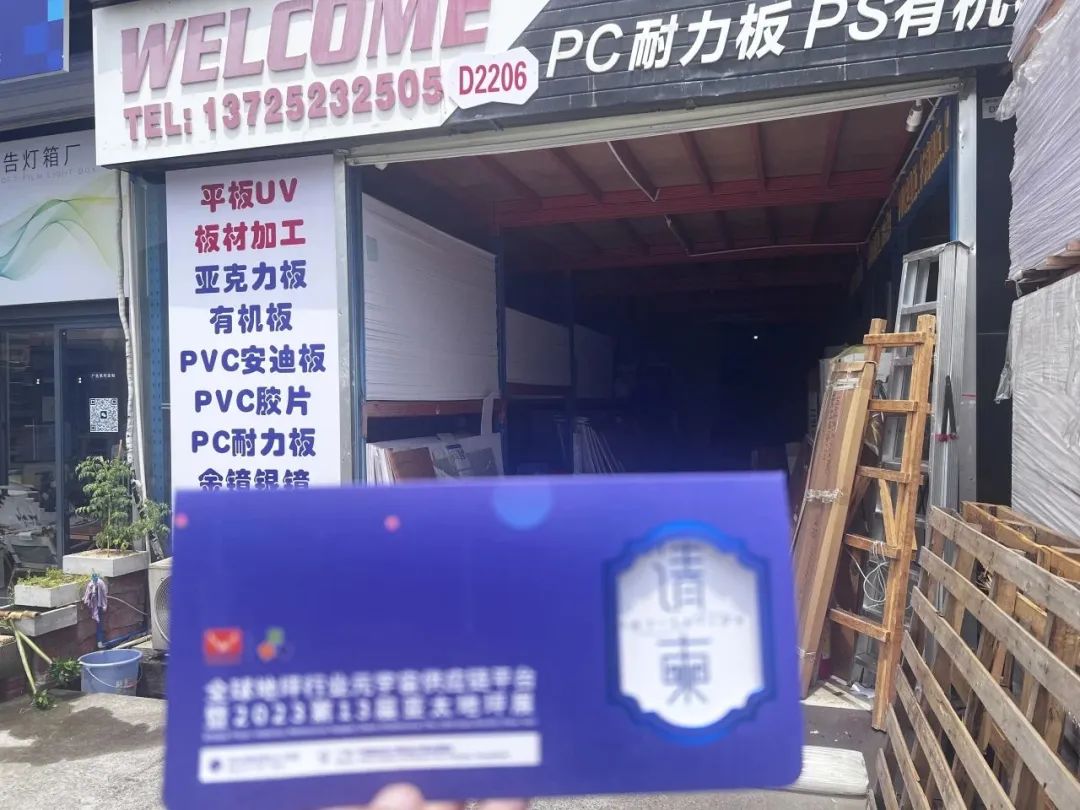 WELCOME
TEL: 13725232505
D2206
PC耐力板 PS有机
告灯箱厂
平板UV
板材加工
亚克力板
有机板
PVC安迪板
PVC胶片
PC耐力板
金镜银镜
请柬
全球地坪行业元宇宙供应链平台
暨2023第13届亚太地坪展